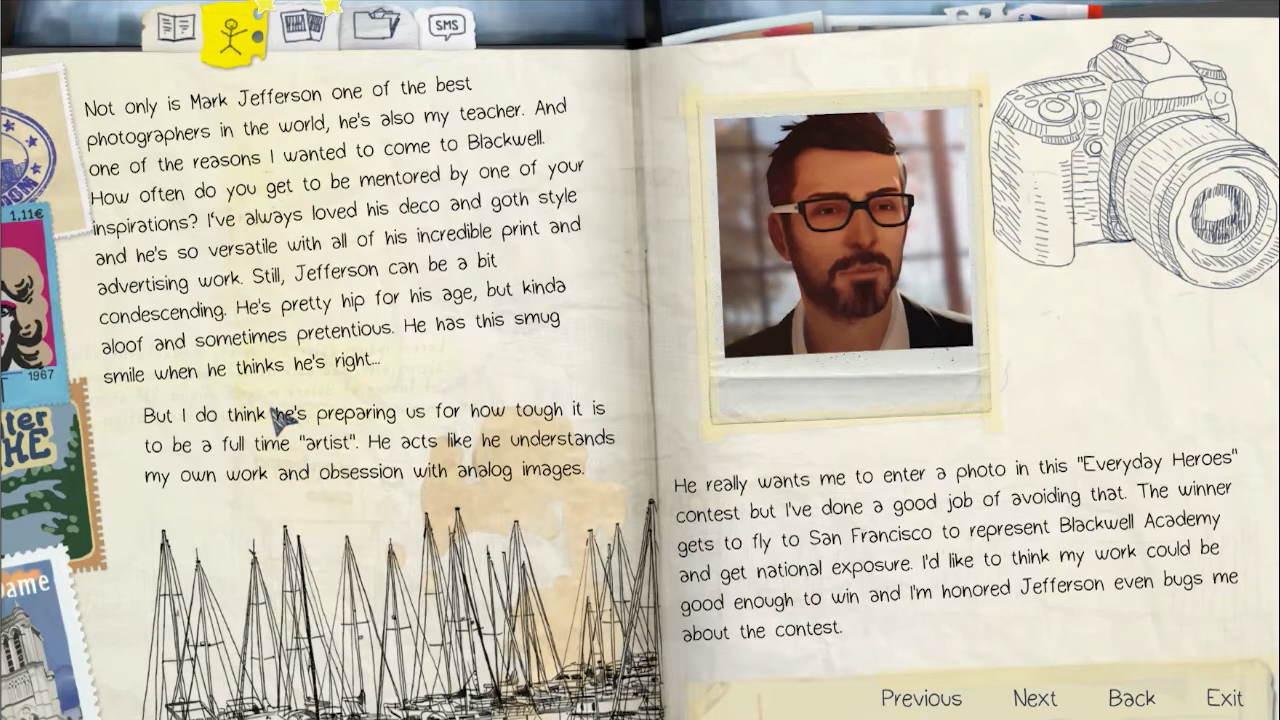 SMS
Not only is Mark Jefferson one of the best
photographers in the world, he's also my teacher. And
one of the reasons I wanted to come to Blackwell.
How often do you get to be mentored by one of your
inspirations? I've always loved his deco and goth style
and he's so versatile with all of his incredible print and
advertising work. Still, Jefferson can be a bit
condescending. He's pretty hip for his age, but kinda
aloof and sometimes pretentious. He has this smug
smile when he thinks he's right...
But I do think he's preparing us for how tough it is
to be a full time "artist". He acts like he understands
my own work and obsession with analog images.
1,11€
1967
He really wants me to enter a photo in this "Everyday Heroes"
contest but I've done a good job of avoiding that. The winner
gets to fly to San Francisco to represent Blackwell Academy
and get national exposure. I'd like to think my work could be
good enough to win and I'm honored Jefferson even bugs me
about the contest.
Previous Next Back Exit